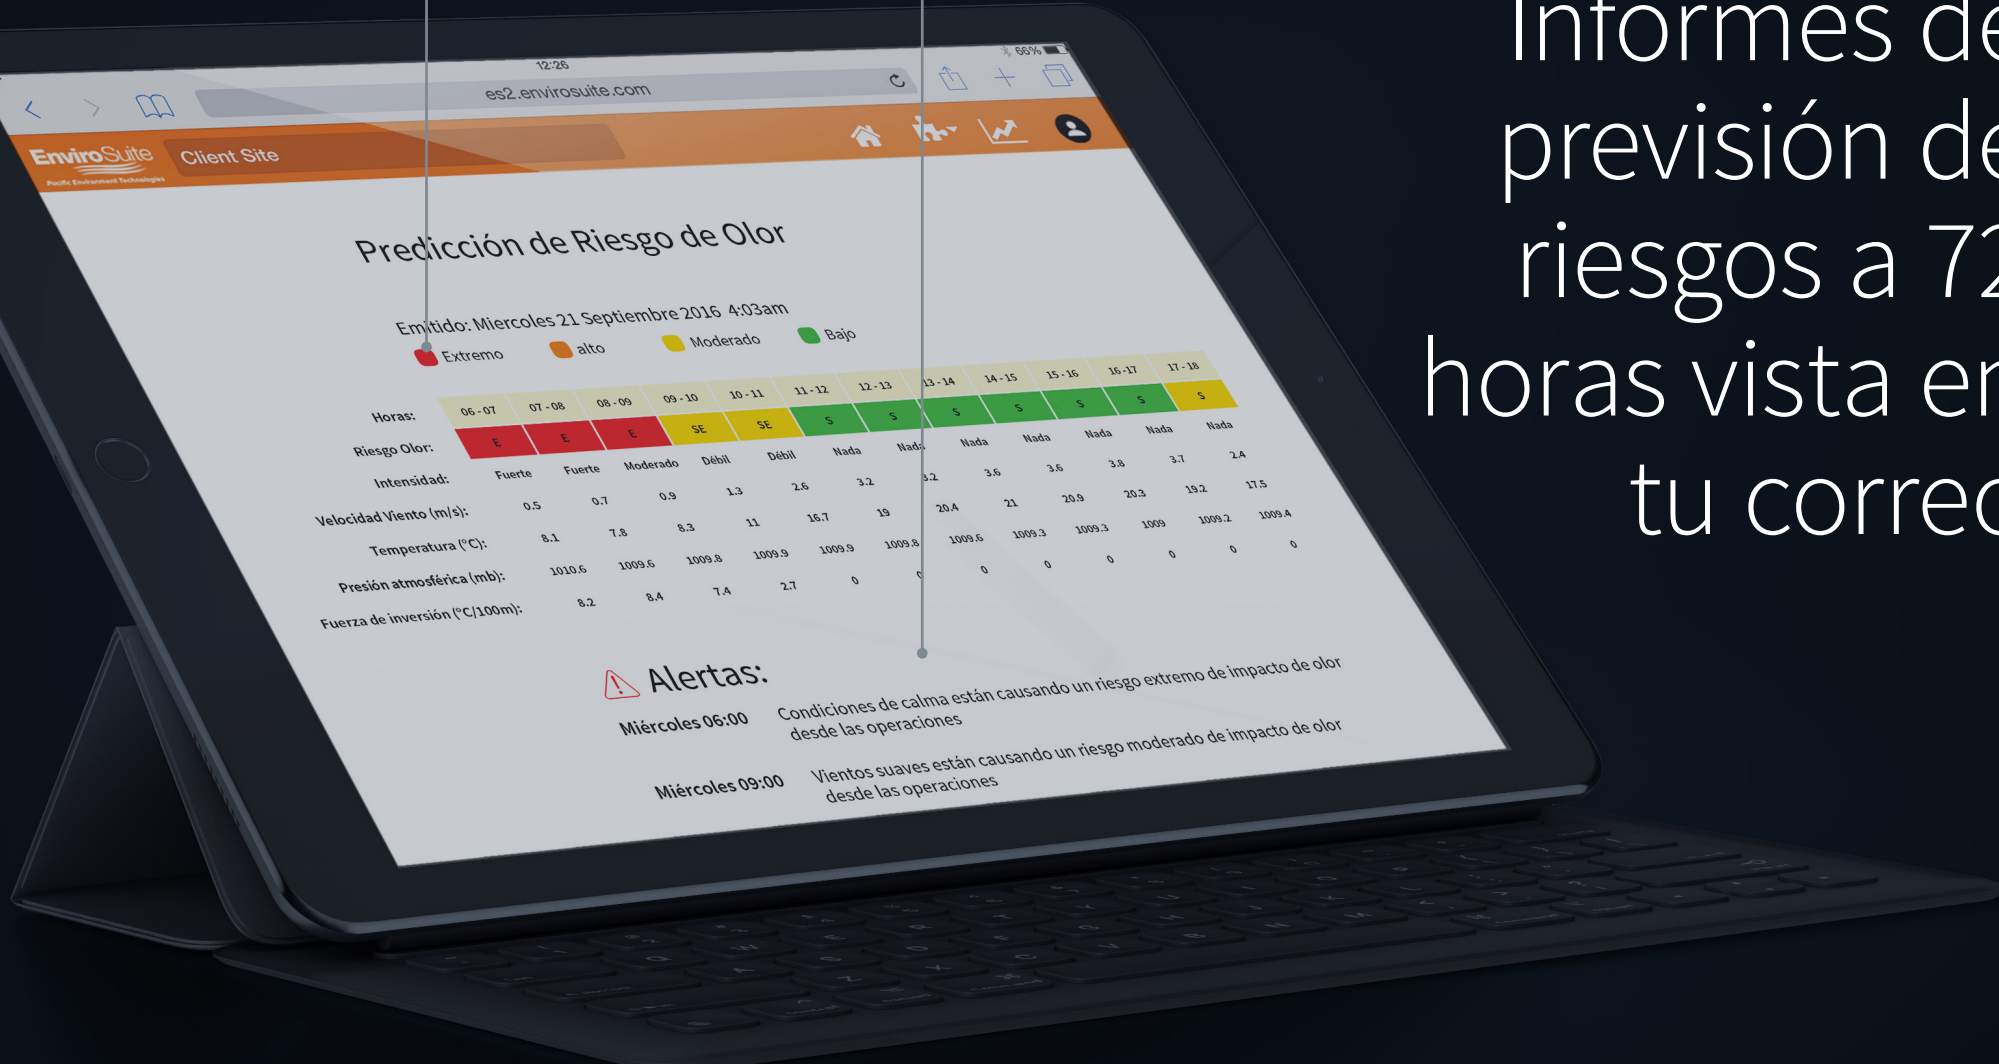 12:26
66%
es2.envirosuite.com
EnviroSuite
Pacific Environment Technologies
Client Site
Predicción de Riesgo de Olor
Emitido: Miercoles 21 Septiembre 2016 4:03am
Extremo alto Moderado Bajo
Horas: 06-07 07-08 08-09 09-10 10-11 11-12 12-13 13-14 14-15 15-16 16-17 17-18
Riesgo Olor: E E E SE SE S S S S S S S
Intensidad: Fuerte Fuerte Moderado Débil Débil Nada Nada Nada Nada Nada Nada Nada
Velocidad Viento (m/s): 0.5 0.7 0.9 1.3 2.6 3.2 3.2 3.6 3.6 3.8 3.7 2.4
Temperatura (°C): 8.1 7.8 8.3 11 16.7 19 20.4 21 20.9 20.3 19.2 17.5
Presión atmosférica (mb): 1010.6 1009.6 1009.8 1009.9 1009.9 1009.8 1009.6 1009.3 1009.3 1009 1009.2 1009.4
Fuerza de inversión (°C/100m): 8.2 8.4 7.4 2.7 0 0 0 0 0 0 0 0
Alertas:
Miércoles 06:00 Condiciones de calma están causando un riesgo extremo de impacto de olor
desde las operaciones
Miércoles 09:00 Vientos suaves están causando un riesgo moderado de impacto de olor
desde las operaciones
Informes de
previsión de
riesgos a 72
horas vista en
tu correo